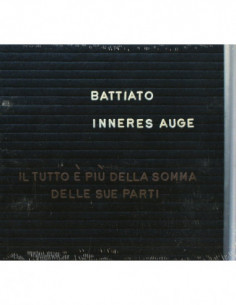 BATTIATO
INNERES AUGE
IL TUTTO È PIÙ DELLA SOMMA
DELLE SUE PARTI